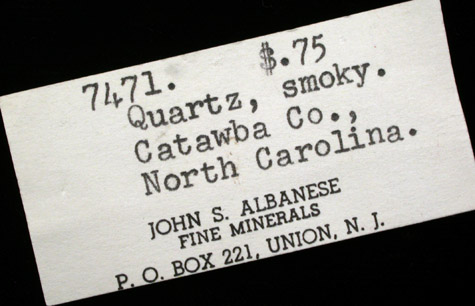 7471. $.75
Quartz, smoky.
Catawba Co.,
North Carolina.
JOHN S. ALBANESE
FINE MINERALS
P. O. BOX 221, UNION, N. J.